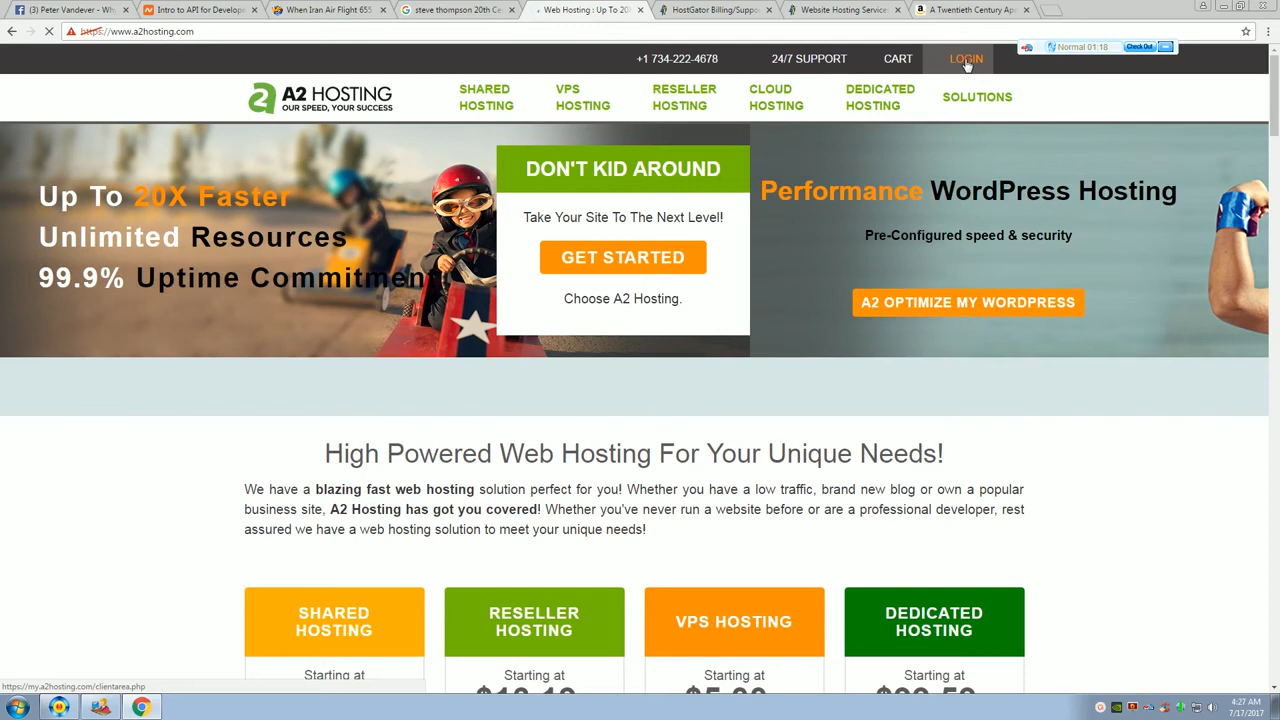 (3) Peter Vandever - Why
Intro to API for Develope
When Iran Air Flight 655
steve thompson 20th Ce
Web Hosting : Up To 20
HostGator Billing/Suppo
Website Hosting Service
A Twentieth Century Ap
https://www.a2hosting.com
Normal 01:18
Check Out
+1 734-222-4678
24/7 SUPPORT
CART
LOGIN
A2 HOSTING
OUR SPEED, YOUR SUCCESS
SHARED
HOSTING
VPS
HOSTING
RESELLER
HOSTING
CLOUD
HOSTING
DEDICATED
HOSTING
SOLUTIONS
Up To 20X Faster
Unlimited Resources
99.9% Uptime Commitment
DON'T KID AROUND
Take Your Site To The Next Level!
GET STARTED
Choose A2 Hosting.
Performance WordPress Hosting
Pre-Configured speed & security
A2 OPTIMIZE MY WORDPRESS
High Powered Web Hosting For Your Unique Needs!
We have a blazing fast web hosting solution perfect for you! Whether you have a low traffic, brand new blog or own a popular
business site, A2 Hosting has got you covered! Whether you've never run a website before or are a professional developer, rest
assured we have a web hosting solution to meet your unique needs!
SHARED
HOSTING
Starting at
RESELLER
HOSTING
Starting at
VPS HOSTING
Starting at
DEDICATED
HOSTING
Starting at
https://my.a2hosting.com/clientarea.php
4:27 AM
7/17/2017